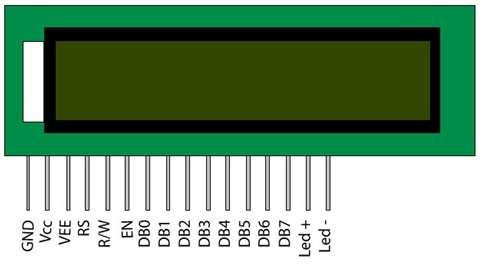 GND
Vcc
VEE
RS
R/W
EN
DB0
DB1
DB2
DB3
DB4
DB5
DB6
DB7
Led +
Led -